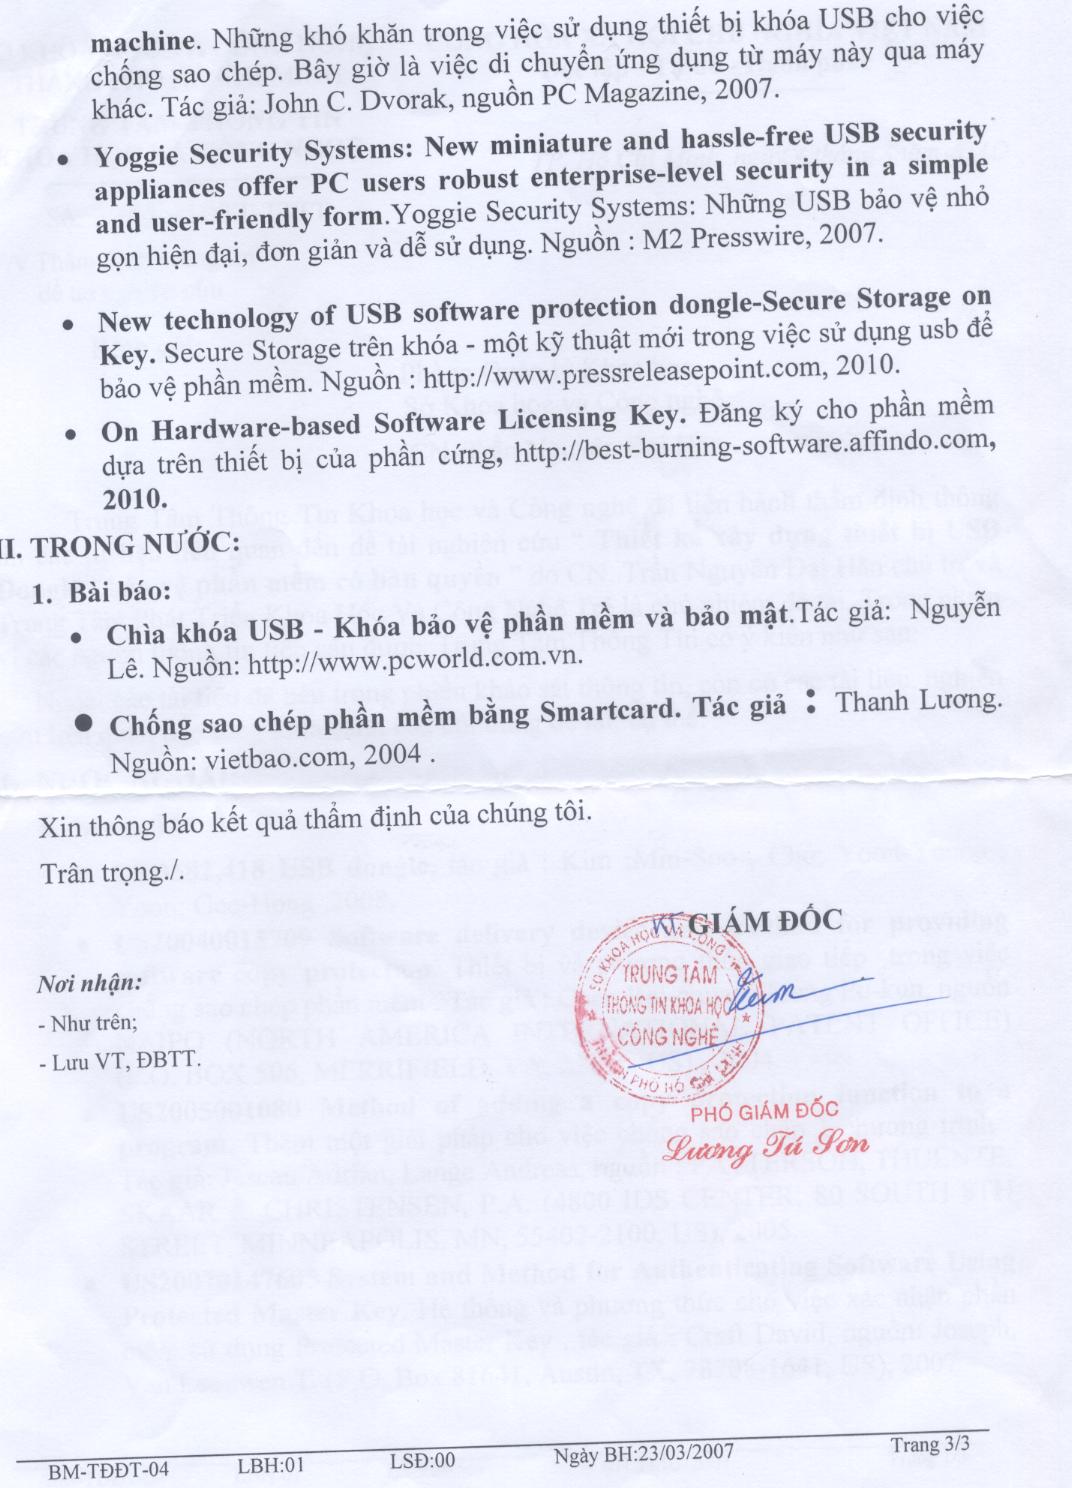 machine. Những khó khăn trong việc sử dụng thiết bị khóa USB cho việc
chống sao chép. Bây giờ là việc di chuyển ứng dụng từ máy này qua máy
khác. Tác giả: John C. Dvorak, nguồn PC Magazine, 2007.
• Yoggie Security Systems: New miniature and hassle-free USB security
appliances offer PC users robust enterprise-level security in a simple
and user-friendly form.Yoggie Security Systems: Những USB bảo vệ nhỏ
gọn hiện đại, đơn giản và dễ sử dụng. Nguồn : M2 Presswire, 2007.
• New technology of USB software protection dongle-Secure Storage on
Key. Secure Storage trên khóa - một kỹ thuật mới trong việc sử dụng usb để
bảo vệ phần mềm. Nguồn : http://www.pressreleasepoint.com, 2010.
• On Hardware-based Software Licensing Key. Đăng ký cho phần mềm
dựa trên thiết bị của phần cứng, http://best-burning-software.affindo.com,
2010.
II. TRONG NƯỚC:
1. Bài báo:
• Chìa khóa USB - Khóa bảo vệ phần mềm và bảo mật.Tác giả: Nguyễn
Lê. Nguồn: http://www.pcworld.com.vn.
• Chống sao chép phần mềm bằng Smartcard. Tác giả : Thanh Lương.
Nguồn: vietbao.com, 2004 .
Xin thông báo kết quả thẩm định của chúng tôi.
Trân trọng./.
KT. GIÁM ĐỐC
TRUNG TÂM
THÔNG TIN KHOA HỌC
CÔNG NGHỆ
Nơi nhận:
- Như trên;
- Lưu VT, ĐBTT.
PHÓ GIÁM ĐỐC
Lương Tú Sơn
BM-TĐĐT-04 LBH:01 LSĐ:00 Ngày BH:23/03/2007 Trang 3/3